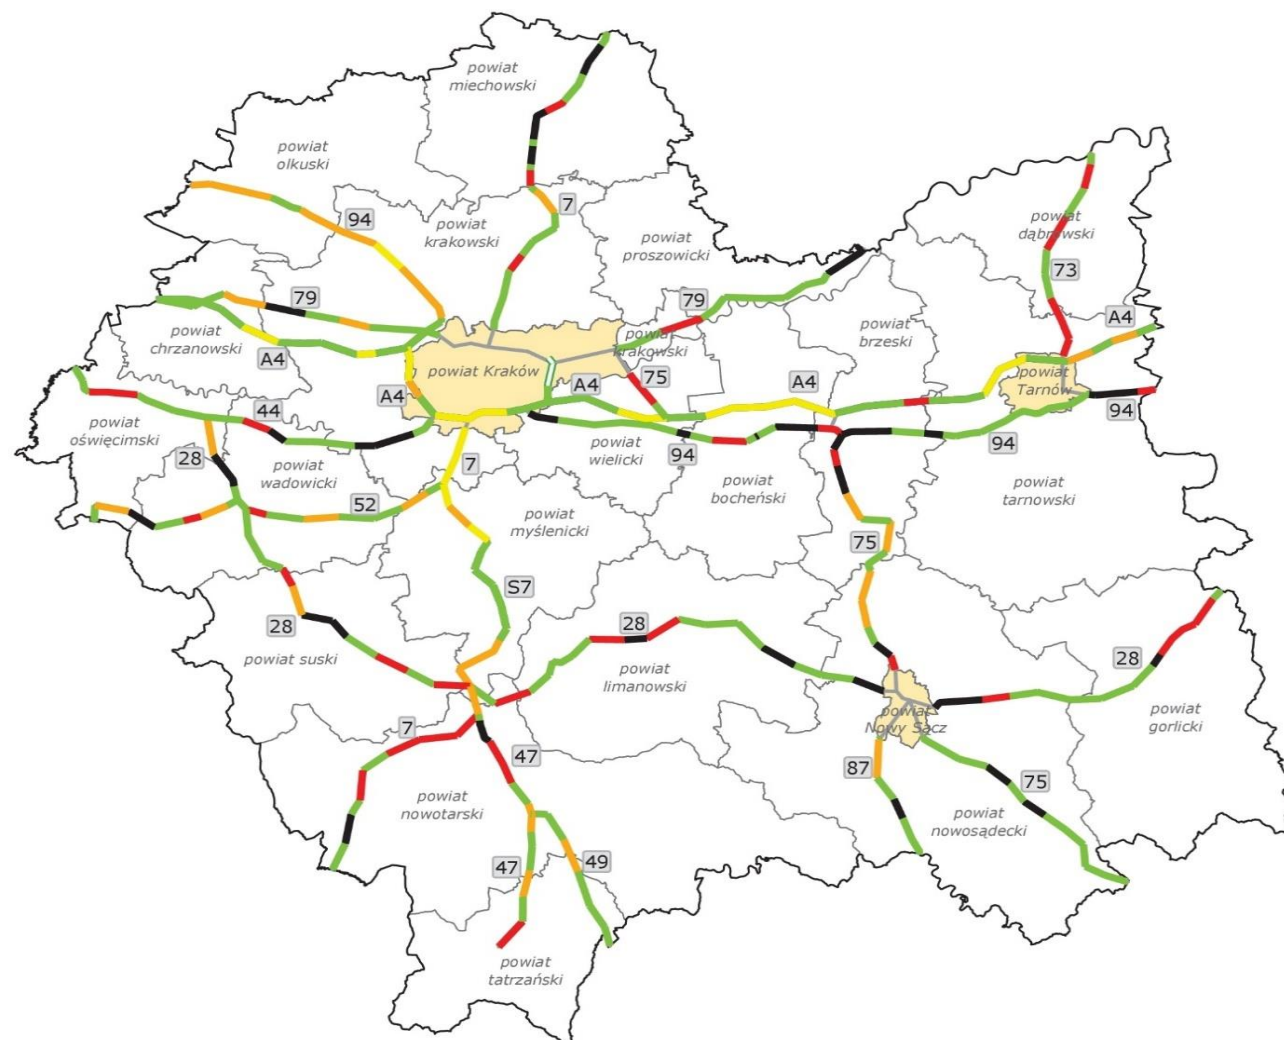 powiat
miechowski
powiat
olkuski
94
powiat
krakowski
7
powiat
proszowicki
powiat
dąbrowski
73
79
79
A4
powiat
chrzanowski
A4
powiat
krakowski
powiat
brzeski
powiat Kraków
A4
A4
75
A4
powiat
Tarnów
94
powiat
oświęcimski
44
28
powiat
wadowicki
7
powiat
wielicki
94
powiat
bocheński
94
powiat
tarnowski
52
powiat
myślenicki
75
S7
28
powiat suski
28
powiat
limanowski
28
powiat
gorlicki
7
47
powiat
Nowy Sącz
87
75
powiat
nowotarski
powiat
nowosądecki
47
49
powiat
tatrzański